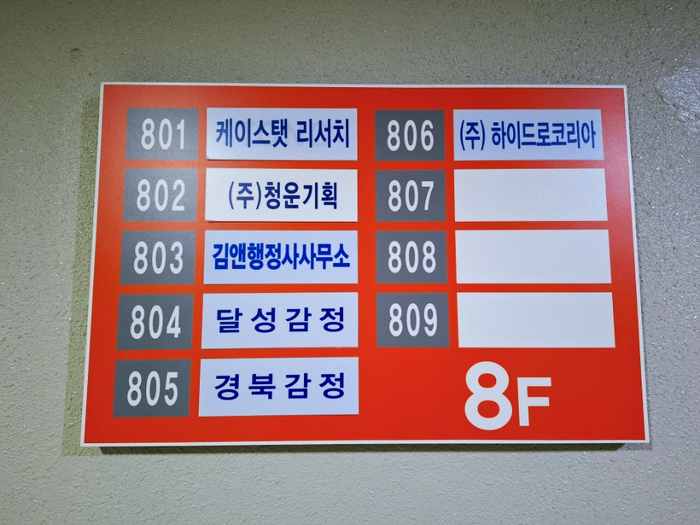 801 케이스탯 리서치
802 (주)청운기획
803 김앤행정사사무소
804 달성감정
805 경북감정
806 (주) 하이드로코리아
807
808
809
8F